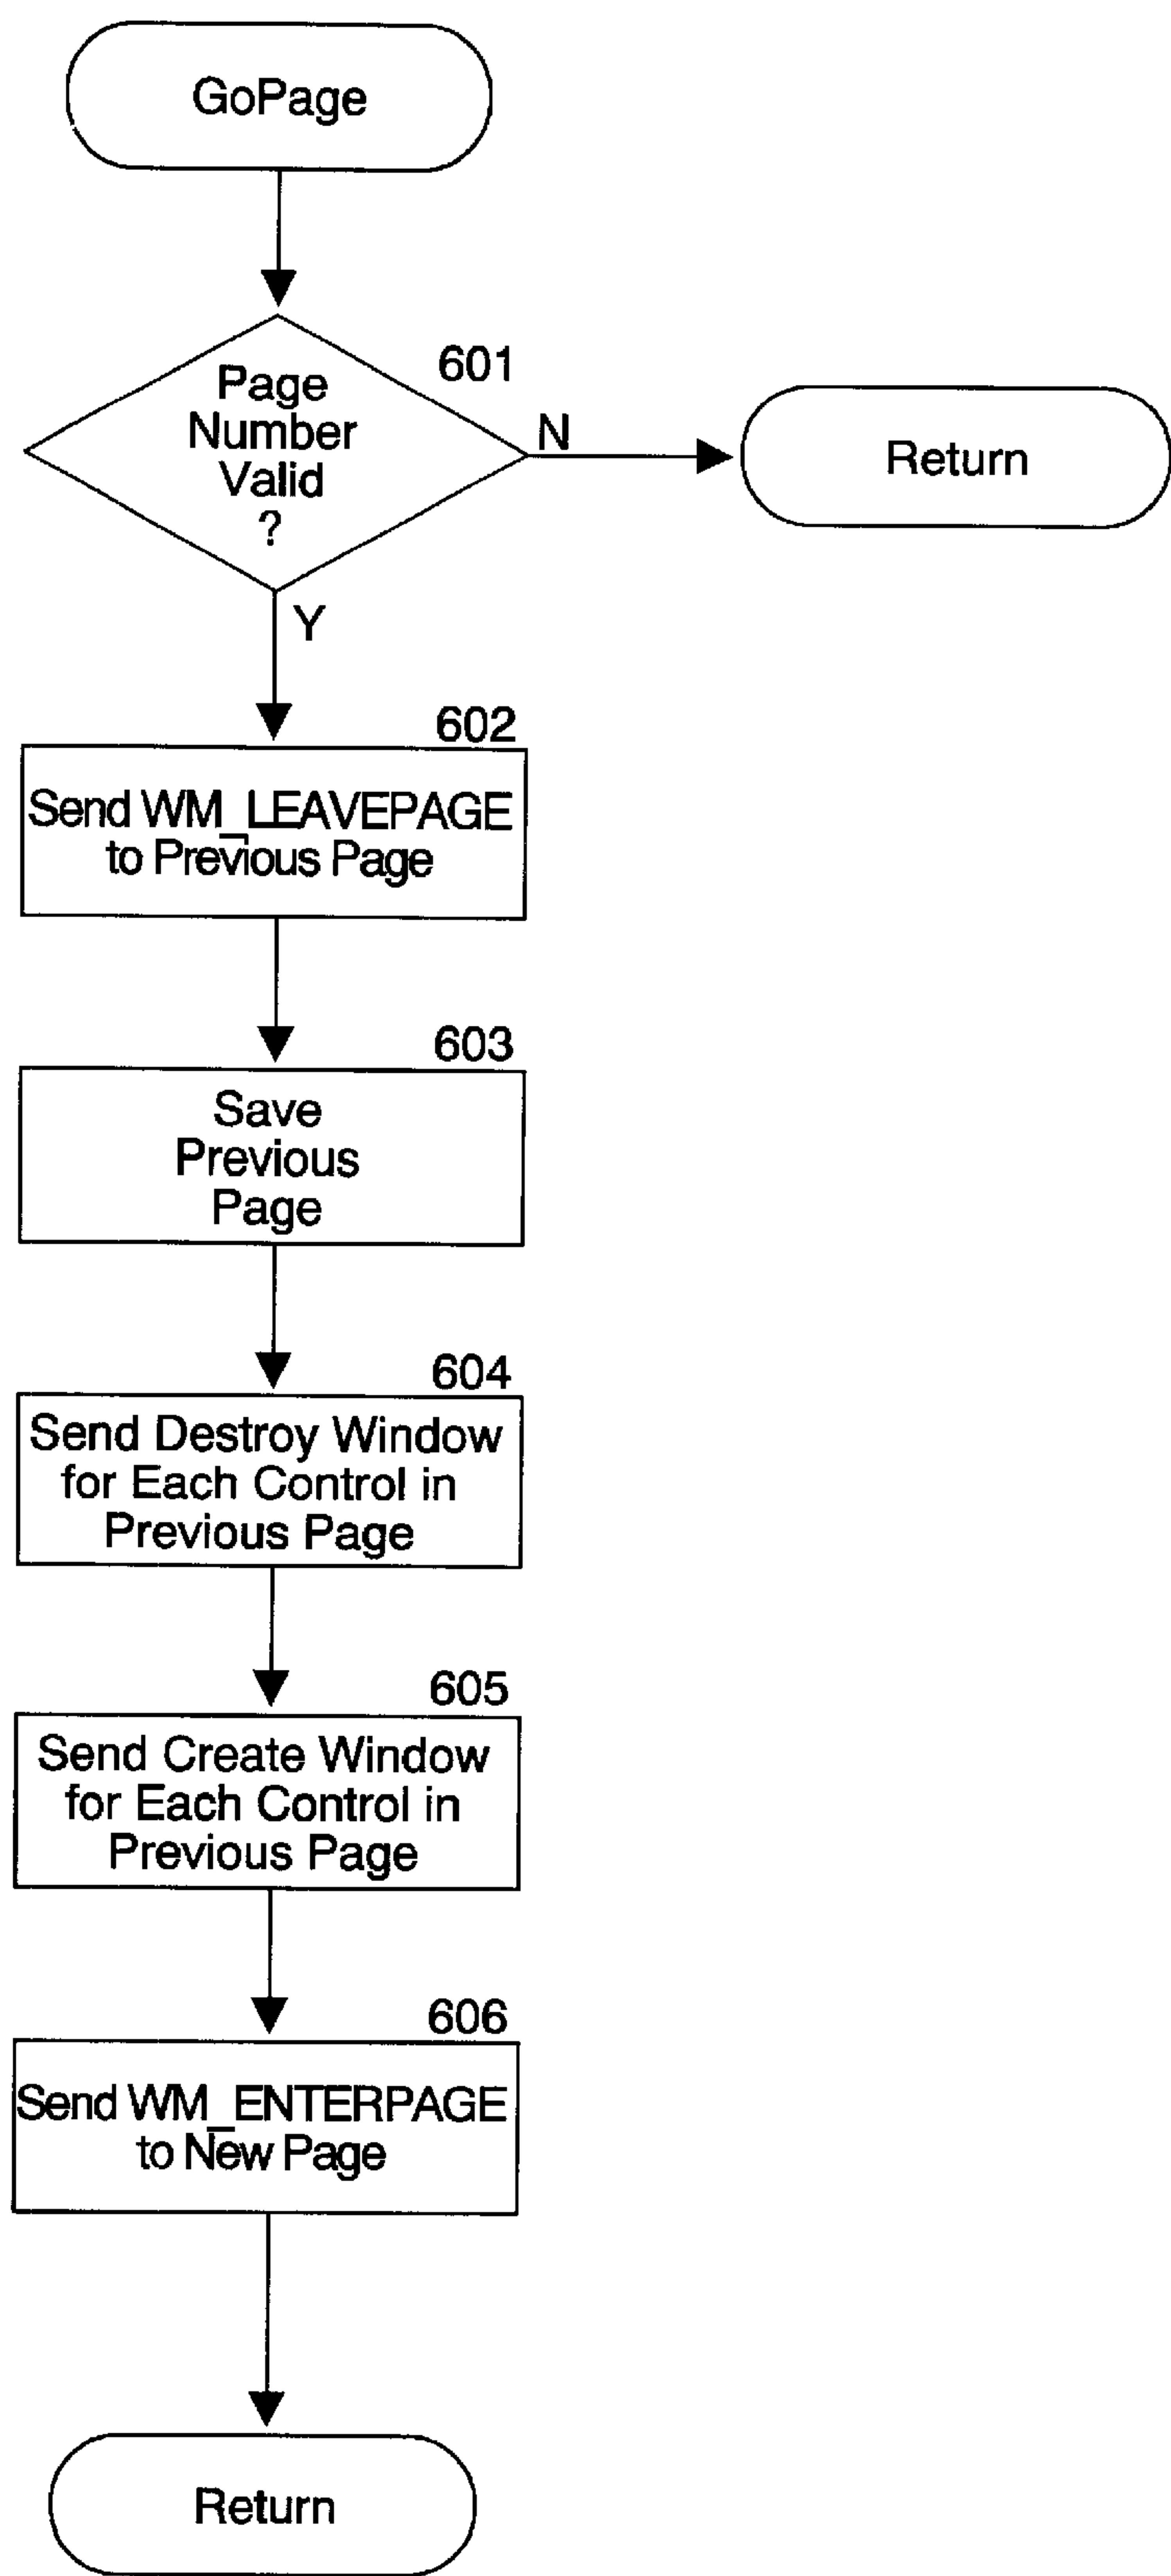 GoPage
601
Page
Number
Valid
?
N
Return
Y
602
Send WM_LEAVEPAGE
to Previous Page
603
Save
Previous
Page
604
Send Destroy Window
for Each Control in
Previous Page
605
Send Create Window
for Each Control in
Previous Page
606
Send WM_ENTERPAGE
to New Page
Return